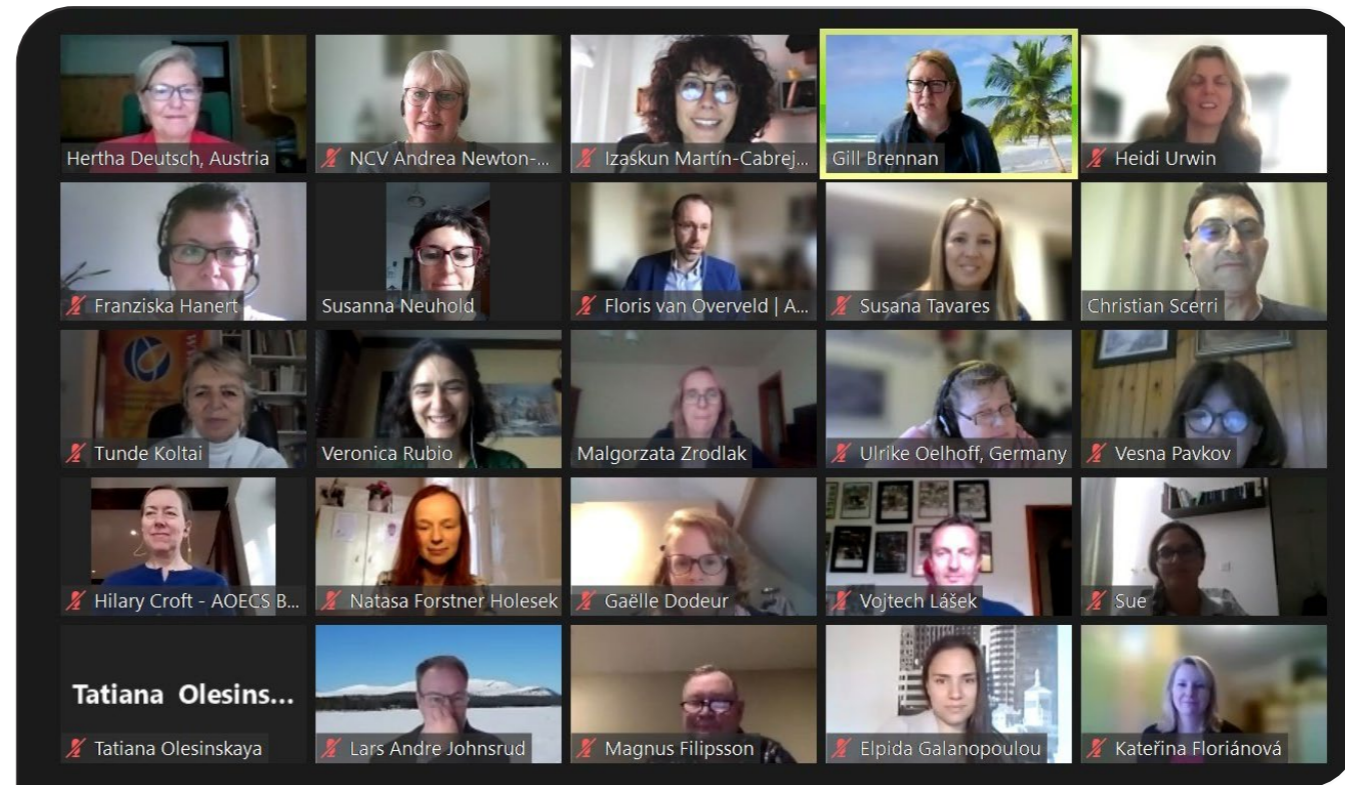 Hertha Deutsch, Austria
NCV Andrea Newton-...
Izaskun Martín-Cabrej...
Gill Brennan
Heidi Urwin
Franziska Hanert
Susanna Neuhold
Floris van Overveld | A...
Susana Tavares
Christian Scerri
Tunde Koltai
Veronica Rubio
Malgorzata Zrodlak
Ulrike Oelhoff, Germany
Vesna Pavkov
Hilary Croft - AOECS B...
Natasa Forstner Holesek
Gaëlle Dodeur
Vojtech Lášek
Sue
Tatiana Olesins...
Tatiana Olesinskaya
Lars Andre Johnsrud
Magnus Filipsson
Elpida Galanopoulou
Kateřina Floriánová